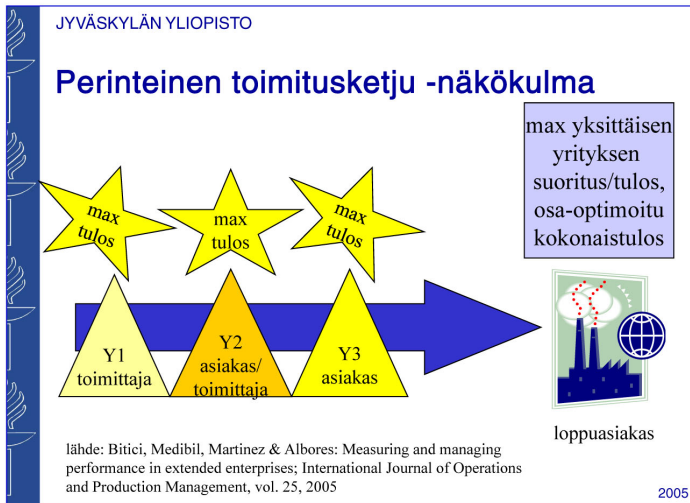 JYVÄSKYLÄN YLIOPISTO
Perinteinen toimitusketju -näkökulma
max yksittäisen
yrityksen
suoritus/tulos,
osa-optimoitu
kokonaistulos
max
tulos
max
tulos
max
tulos
Y1
toimittaja
Y2
asiakas/
toimittaja
Y3
asiakas
loppuasiakas
lähde: Bitici, Medibil, Martinez & Albores: Measuring and managing
performance in extended enterprises; International Journal of Operations
and Production Management, vol. 25, 2005
2005